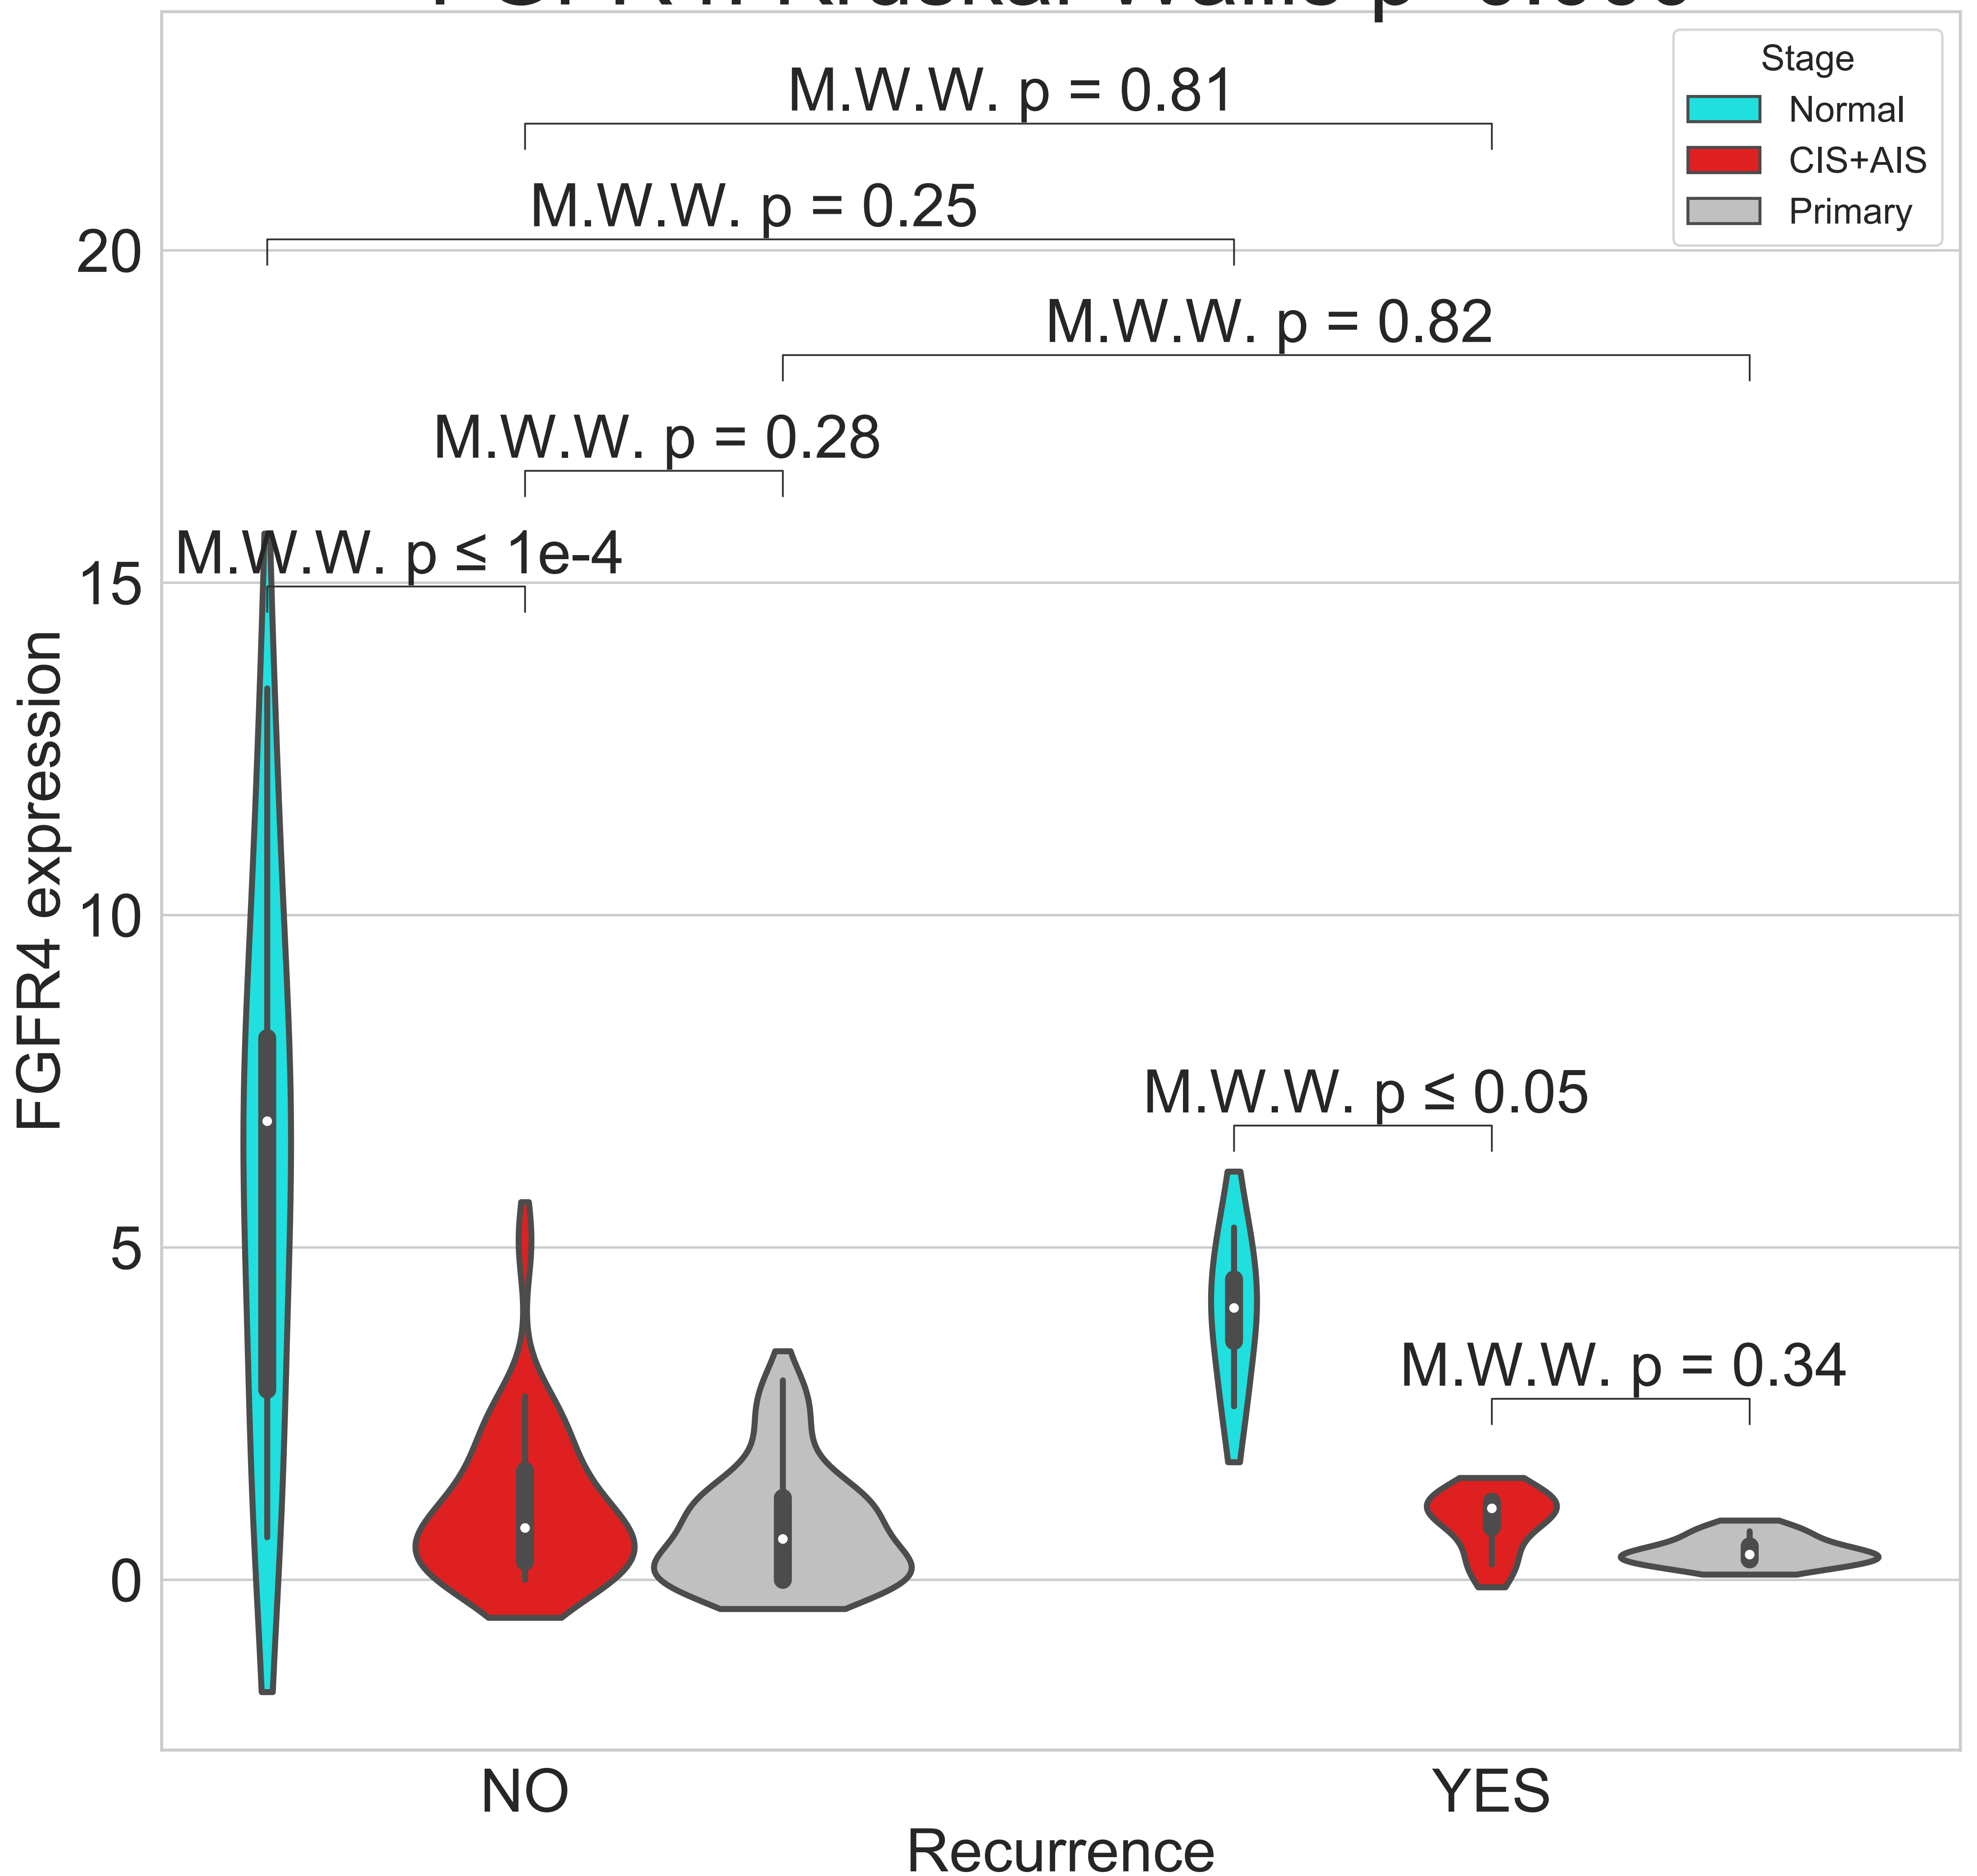 Stage
Normal
CIS+AIS
Primary
M.W.W. p = 0.81
M.W.W. p = 0.25
M.W.W. p = 0.82
M.W.W. p = 0.28
M.W.W. p ≤ 1e-4
M.W.W. p ≤ 0.05
M.W.W. p = 0.34
20
15
10
5
0
FGFR4 expression
NO
YES
Recurrence